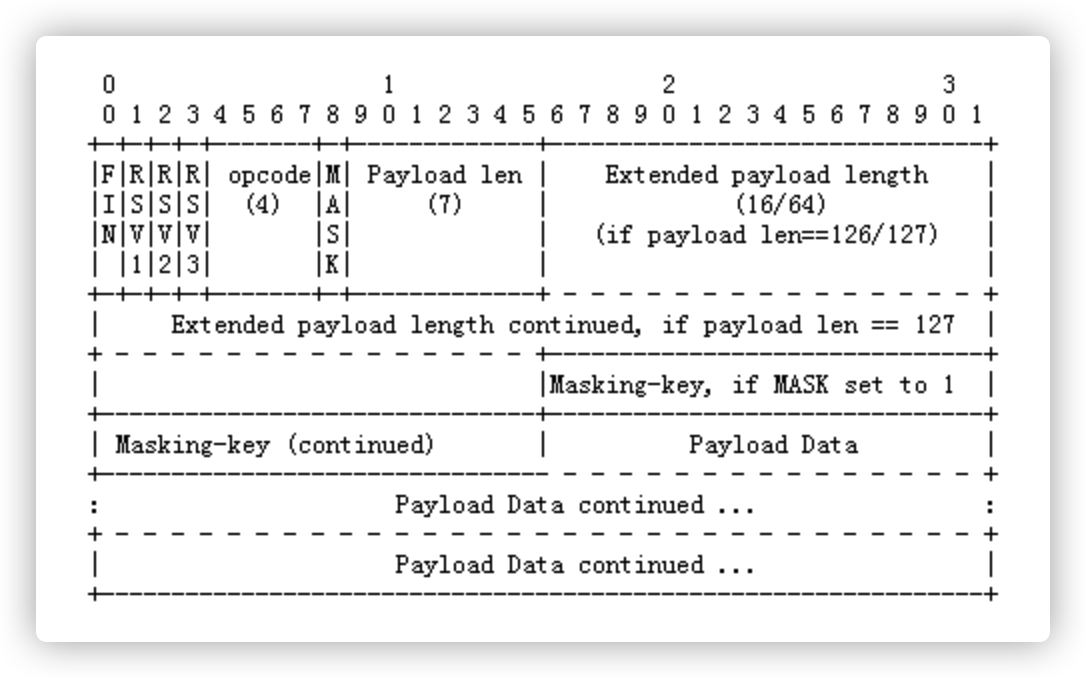 0                   1                   2                   3
 0 1 2 3 4 5 6 7 8 9 0 1 2 3 4 5 6 7 8 9 0 1 2 3 4 5 6 7 8 9 0 1
+-+-+-+-+-------+-+-------------+-------------------------------+
|F|R|R|R| opcode|M| Payload len |    Extended payload length    |
|I|S|S|S|  (4)  |A|     (7)     |             (16/64)           |
|N|V|V|V|       |S|             |   (if payload len==126/127)   |
| |1|2|3|       |K|             |                               |
+-+-+-+-+-------+-+-------------+ - - - - - - - - - - - - - - - +
|     Extended payload length continued, if payload len == 127  |
+ - - - - - - - - - - - - - - - +-------------------------------+
|                               |Masking-key, if MASK set to 1  |
+-------------------------------+-------------------------------+
| Masking-key (continued)       |          Payload Data         |
+-------------------------------- - - - - - - - - - - - - - - - +
:                     Payload Data continued ...                :
+ - - - - - - - - - - - - - - - - - - - - - - - - - - - - - - - +
|                     Payload Data continued ...                |
+---------------------------------------------------------------+